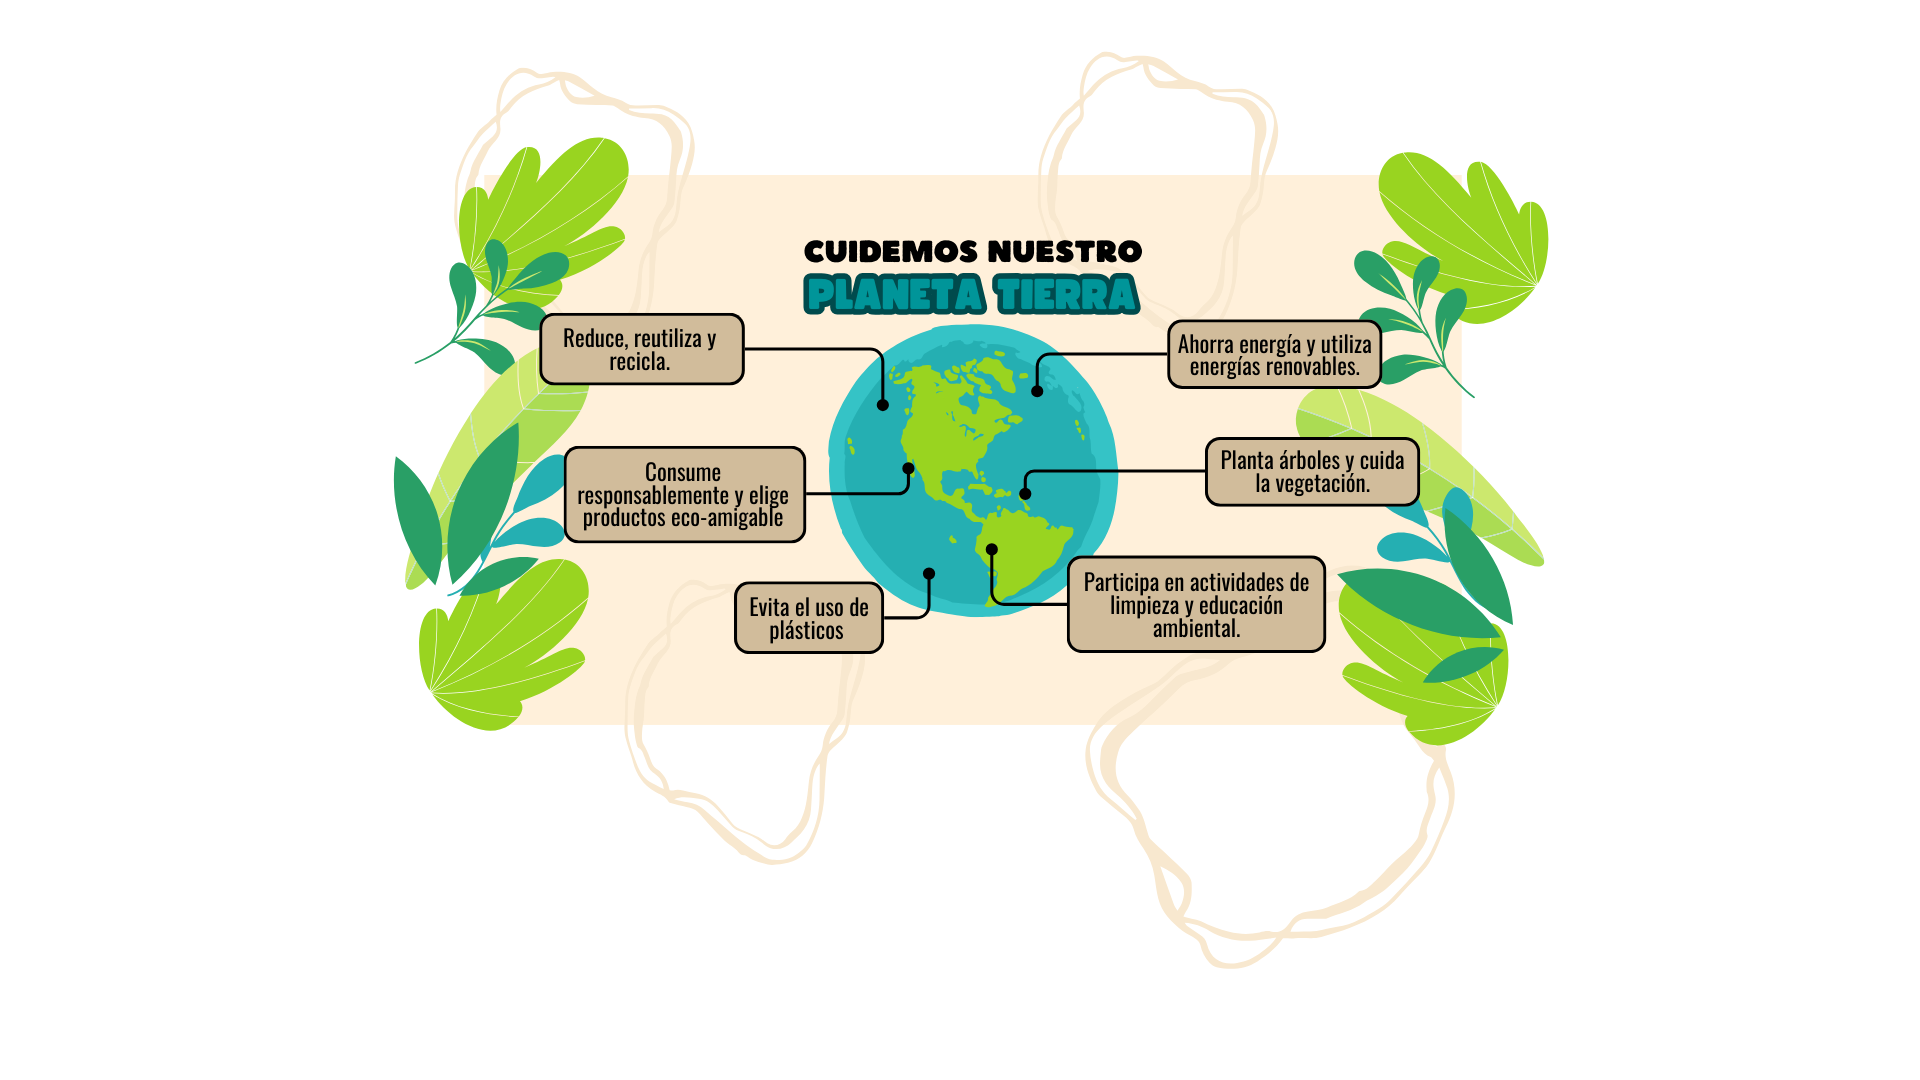 CUIDEMOS NUESTRO
PLANETA TIERRA
Reduce, reutiliza y
recicla.
Ahorra energía y utiliza
energías renovables.
Consume
responsablemente y elige
productos eco-amigable
Planta árboles y cuida
la vegetación.
Evita el uso de
plásticos
Participa en actividades de
limpieza y educación
ambiental.